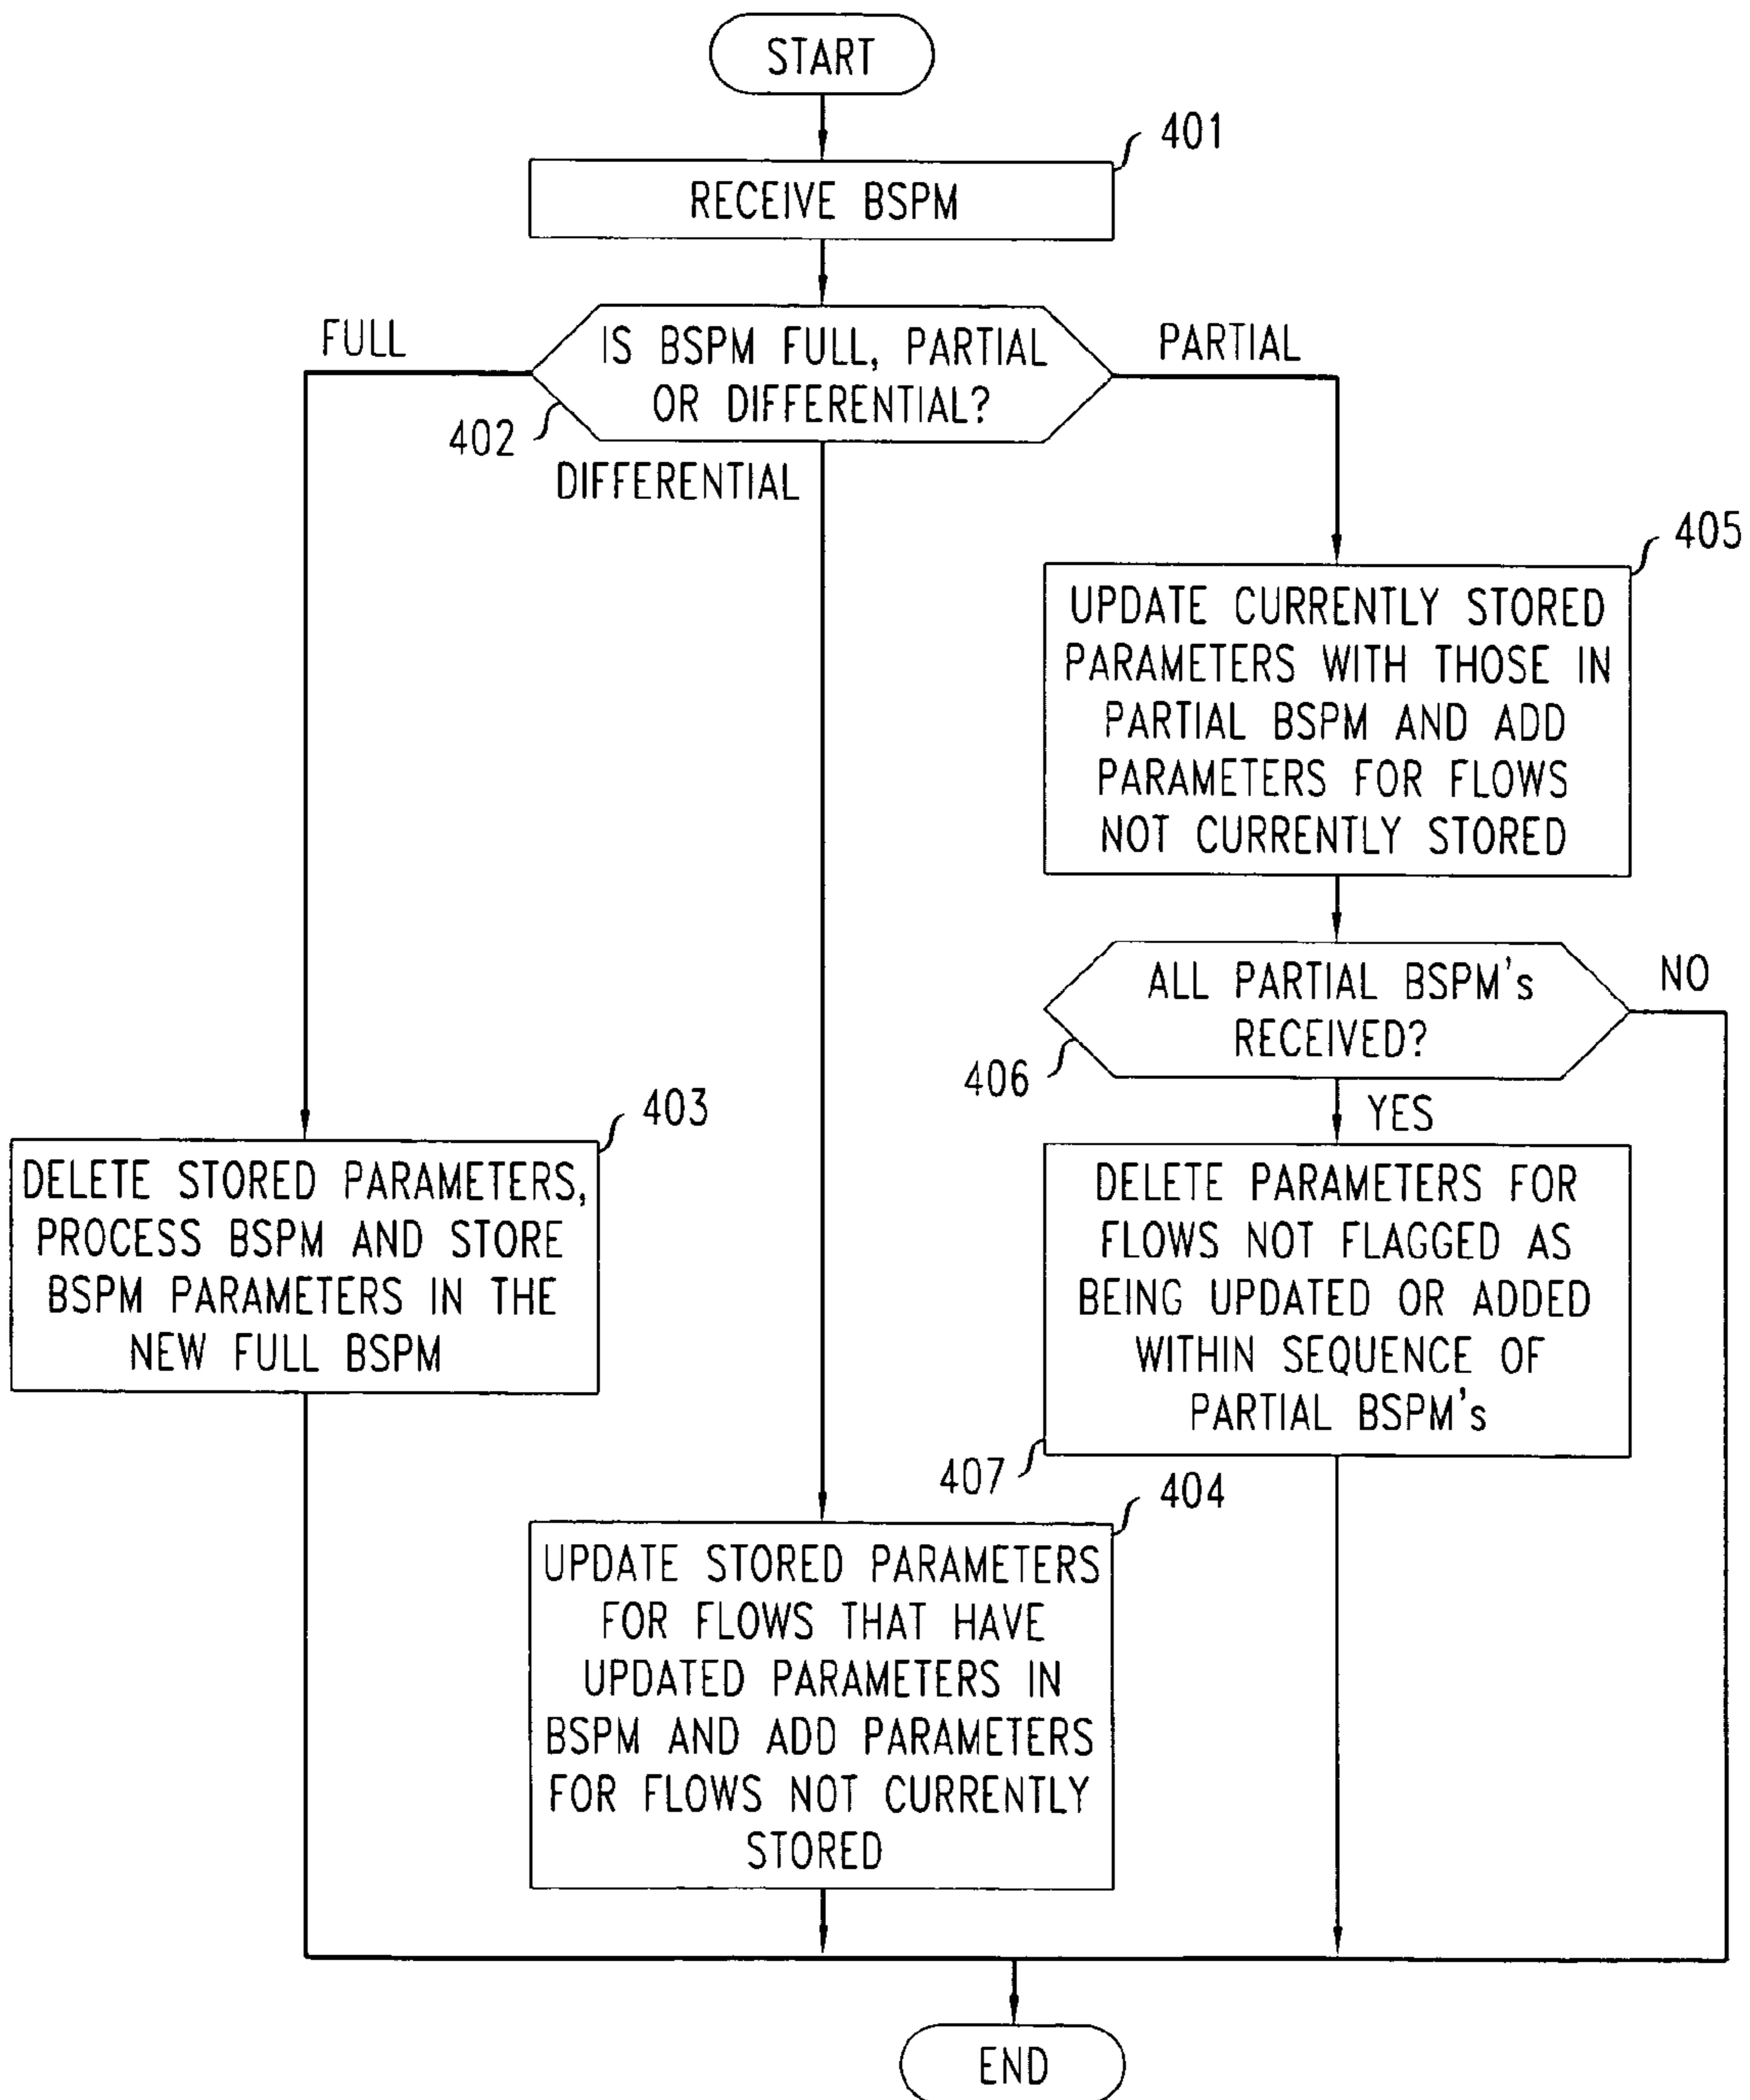 START
401
RECEIVE BSPM
FULL
IS BSPM FULL, PARTIAL
OR DIFFERENTIAL?
PARTIAL
402
DIFFERENTIAL
405
UPDATE CURRENTLY STORED
PARAMETERS WITH THOSE IN
PARTIAL BSPM AND ADD
PARAMETERS FOR FLOWS
NOT CURRENTLY STORED
ALL PARTIAL BSPM's
RECEIVED?
NO
406
YES
403
DELETE STORED PARAMETERS,
PROCESS BSPM AND STORE
BSPM PARAMETERS IN THE
NEW FULL BSPM
DELETE PARAMETERS FOR
FLOWS NOT FLAGGED AS
BEING UPDATED OR ADDED
WITHIN SEQUENCE OF
PARTIAL BSPM's
407
404
UPDATE STORED PARAMETERS
FOR FLOWS THAT HAVE
UPDATED PARAMETERS IN
BSPM AND ADD PARAMETERS
FOR FLOWS NOT CURRENTLY
STORED
END